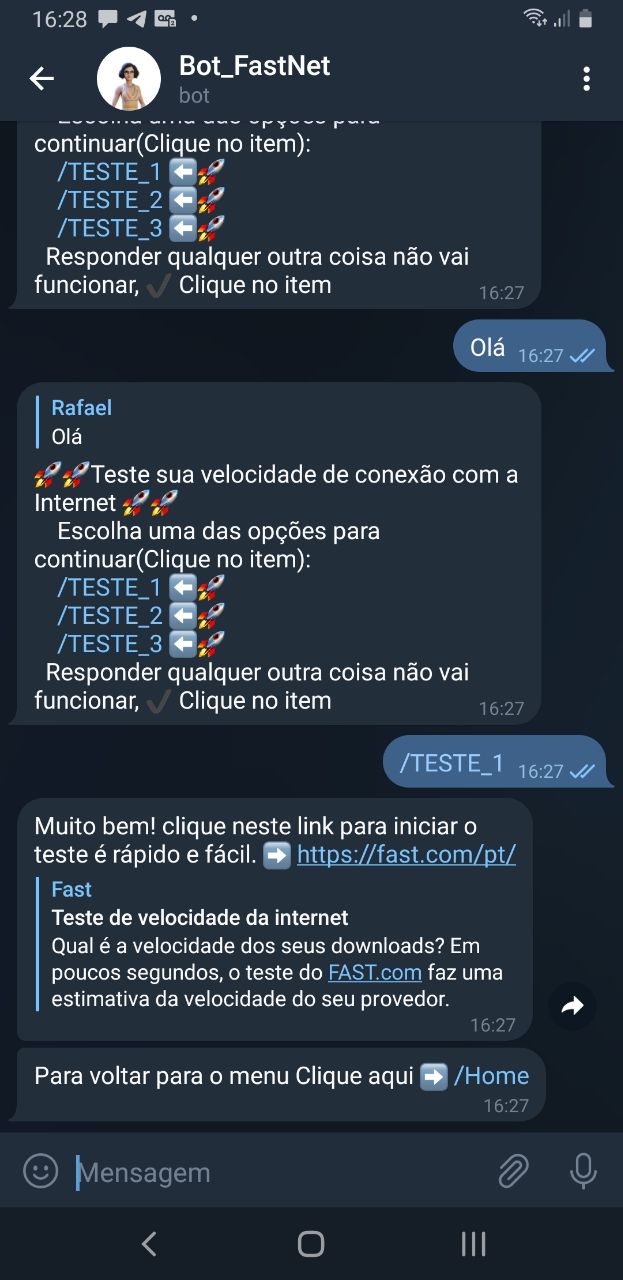 16:28
Bot_FastNet
bot
Escolha uma das opções para
continuar(Clique no item):
/TESTE_1 ⬅️🚀
/TESTE_2 ⬅️🚀
/TESTE_3 ⬅️🚀
Responder qualquer outra coisa não vai
funcionar, ✔️ Clique no item
16:27
Olá 16:27
Rafael
Olá
🚀🚀Teste sua velocidade de conexão com a
Internet 🚀🚀
Escolha uma das opções para
continuar(Clique no item):
/TESTE_1 ⬅️🚀
/TESTE_2 ⬅️🚀
/TESTE_3 ⬅️🚀
Responder qualquer outra coisa não vai
funcionar, ✔️ Clique no item
16:27
/TESTE_1 16:27
Muito bem! clique neste link para iniciar o
teste é rápido e fácil. ➡️ https://fast.com/pt/
Fast
Teste de velocidade da internet
Qual é a velocidade dos seus downloads? Em
poucos segundos, o teste do FAST.com faz uma
estimativa da velocidade do seu provedor.
16:27
Para voltar para o menu Clique aqui ➡️ /Home
16:27
Mensagem